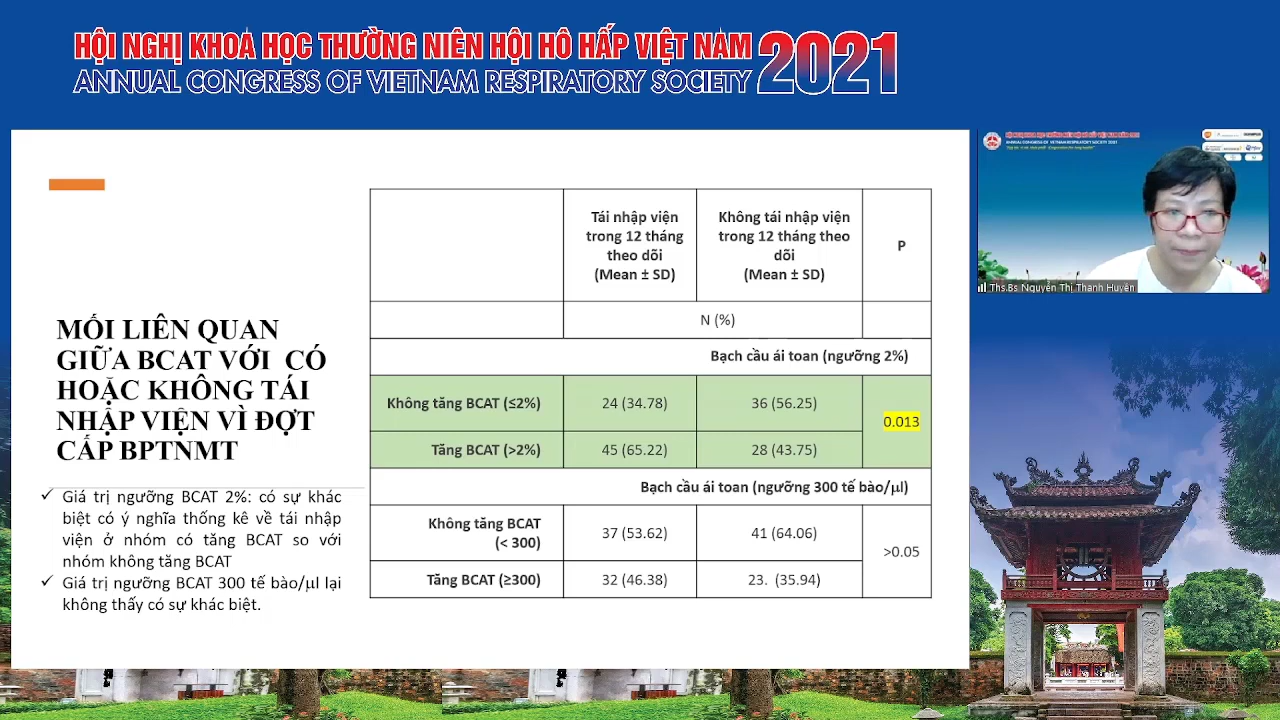 HỘI NGHỊ KHOA HỌC THƯỜNG NIÊN HỘI HÔ HẤP VIỆT NAM
ANNUAL CONGRESS OF VIETNAM RESPIRATORY SOCIETY
2021
ANNUAL CONGRESS OF VIETNAM RESPIRATORY SOCIETY 2021
Ths.Bs Nguyễn Thị Thanh Huyền
MỐI LIÊN QUAN
GIỮA BCAT VỚI CÓ
HOẶC KHÔNG TÁI
NHẬP VIỆN VÌ ĐỢT
CẤP BPTNMT
✓ Giá trị ngưỡng BCAT 2%: có sự khác
biệt có ý nghĩa thống kê về tái nhập
viện ở nhóm có tăng BCAT so với
nhóm không tăng BCAT
✓ Giá trị ngưỡng BCAT 300 tế bào/µl lại
không thấy có sự khác biệt.
Tái nhập viện
trong 12 tháng
theo dõi
(Mean ± SD)
Không tái nhập viện
trong 12 tháng theo
dõi
(Mean ± SD)
P
N (%)
Bạch cầu ái toan (ngưỡng 2%)
Không tăng BCAT (≤2%) 24 (34.78) 36 (56.25)
0.013
Tăng BCAT (>2%) 45 (65.22) 28 (43.75)
Bạch cầu ái toan (ngưỡng 300 tế bào/µl)
Không tăng BCAT
(< 300)
37 (53.62) 41 (64.06)
>0.05
Tăng BCAT (≥300) 32 (46.38) 23. (35.94)